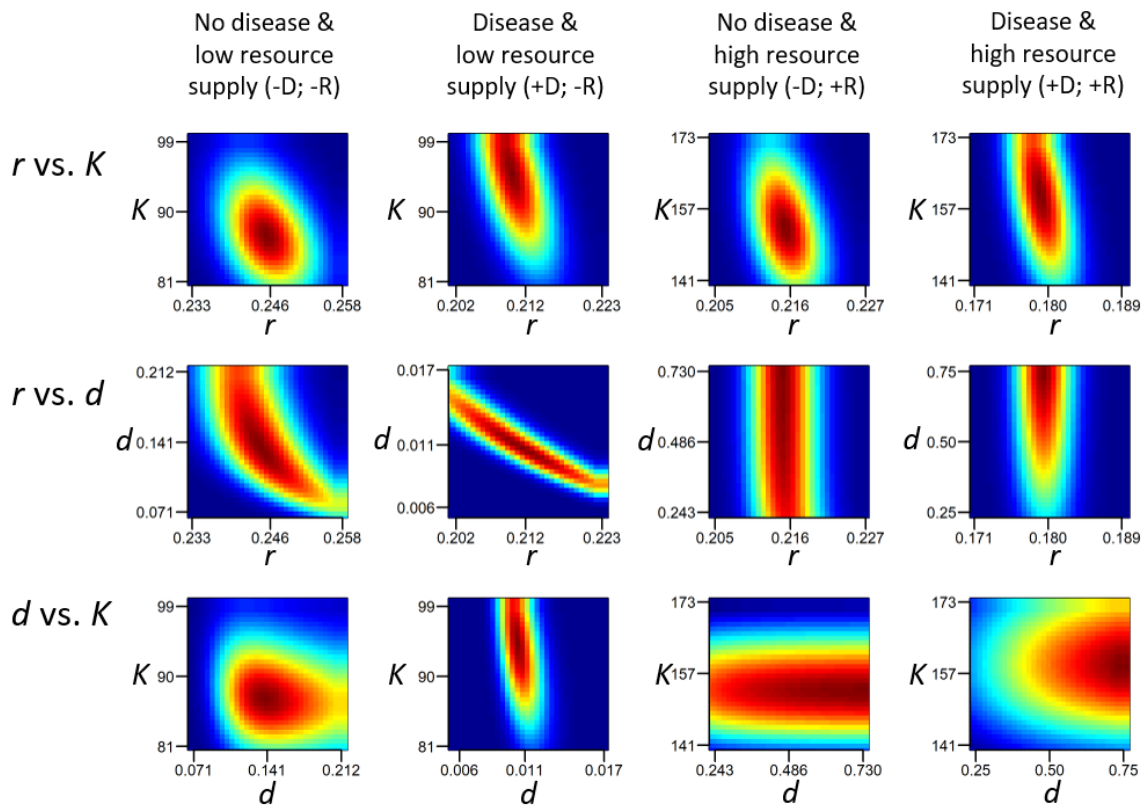 No disease &
low resource
supply (-D; -R)
Disease &
low resource
supply (+D; -R)
No disease &
high resource
supply (-D; +R)
Disease &
high resource
supply (+D; +R)
r vs. K
99
K 90
81
0.233 0.246 0.258
r
99
K 90
81
0.202 0.212 0.223
r
173
K 157
141
0.205 0.216 0.227
r
173
K 157
141
0.171 0.180 0.189
r
r vs. d
0.212
d 0.141
0.071
0.233 0.246 0.258
r
0.017
d 0.011
0.006
0.202 0.212 0.223
r
0.730
d 0.486
0.243
0.205 0.216 0.227
r
0.75
d 0.50
0.25
0.171 0.180 0.189
r
d vs. K
99
K 90
81
0.071 0.141 0.212
d
99
K 90
81
0.006 0.011 0.017
d
173
K 157
141
0.243 0.486 0.730
d
173
K 157
141
0.25 0.50 0.75
d